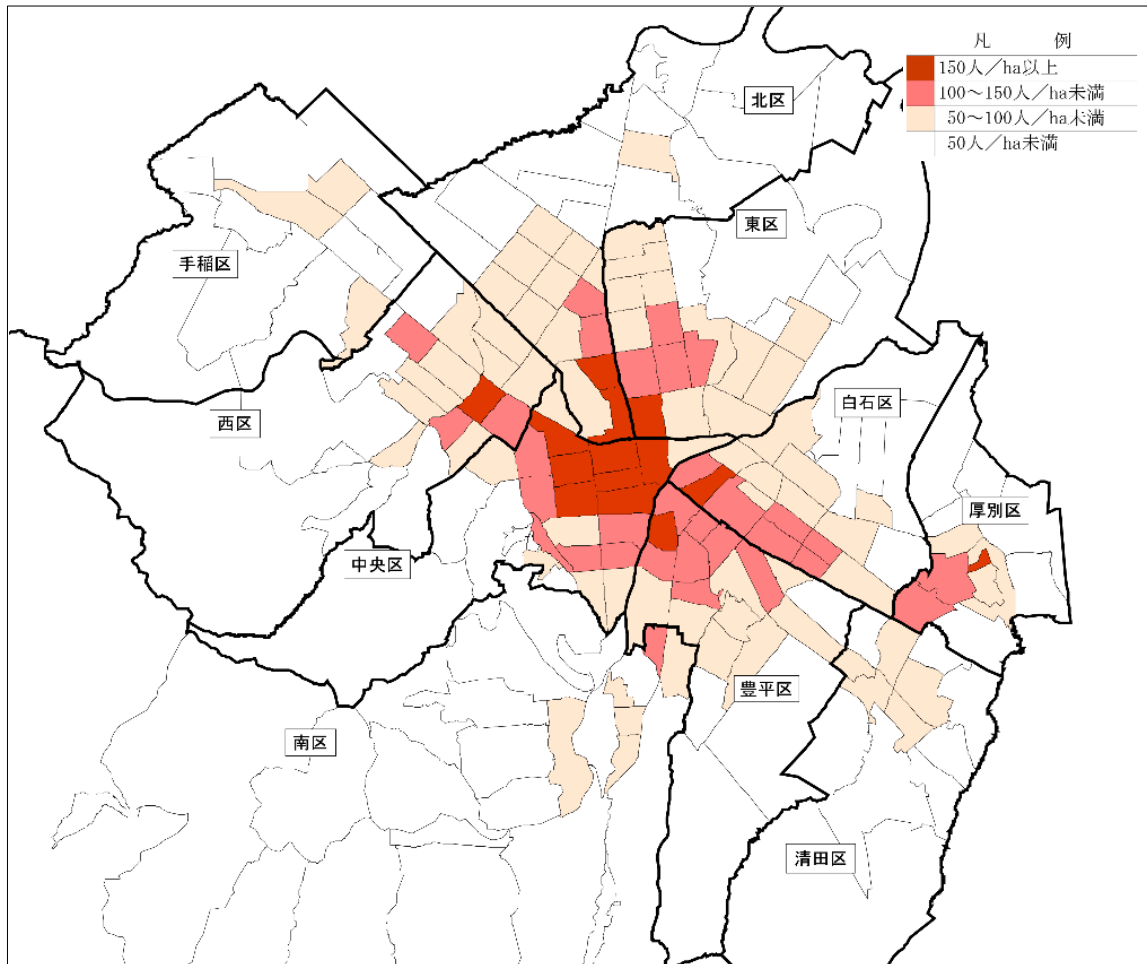 凡 例
150人／ha以上
100～150人／ha未満
50～100人／ha未満
50人／ha未満
北区
東区
手稲区
白石区
西区
厚別区
中央区
豊平区
南区
清田区